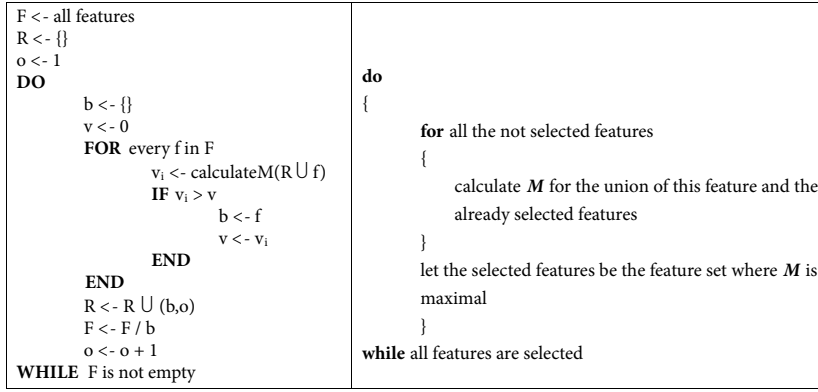 F <- all features
R <- {}
o <- 1
DO
b <- {}
v <- 0
FOR every f in F
vᵢ <- calculateM(R ∪ f)
IF vᵢ > v
b <- f
v <- vᵢ
END
END
R <- R ∪ (b,o)
F <- F / b
o <- o + 1
WHILE F is not empty
do
{
for all the not selected features
{
calculate M for the union of this feature and the
already selected features
}
let the selected features be the feature set where M is
maximal
}
while all features are selected